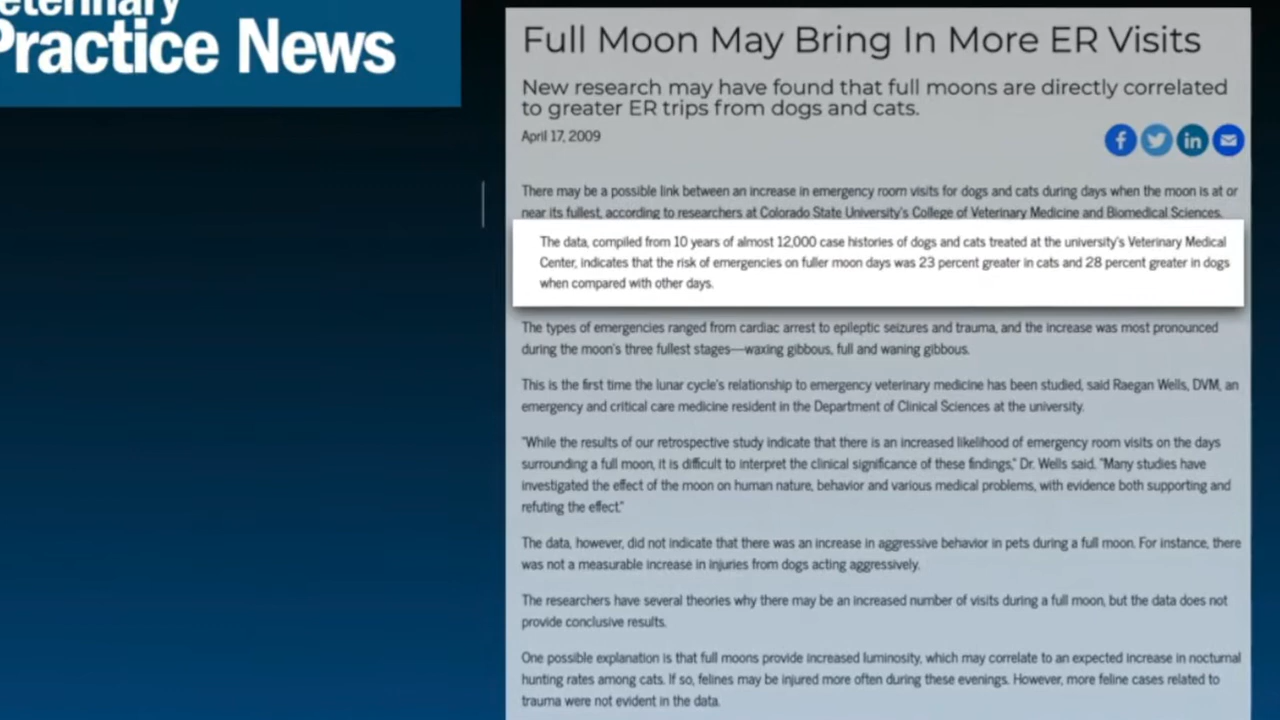 Practice News
Full Moon May Bring In More ER Visits
New research may have found that full moons are directly correlated
to greater ER trips from dogs and cats.
April 17, 2009
There may be a possible link between an increase in emergency room visits for dogs and cats during days when the moon is at or
near its fullest, according to researchers at Colorado State University's College of Veterinary Medicine and Biomedical Sciences.
The data, compiled from 10 years of almost 12,000 case histories of dogs and cats treated at the university's Veterinary Medical
Center, indicates that the risk of emergencies on fuller moon days was 23 percent greater in cats and 28 percent greater in dogs
when compared with other days.
The types of emergencies ranged from cardiac arrest to epileptic seizures and trauma, and the increase was most pronounced
during the moon's three fullest stages—waxing gibbous, full and waning gibbous.
This is the first time the lunar cycle's relationship to emergency veterinary medicine has been studied, said Raegan Wells, DVM, an
emergency and critical care medicine resident in the Department of Clinical Sciences at the university.
"While the results of our retrospective study indicate that there is an increased likelihood of emergency room visits on the days
surrounding a full moon, it is difficult to interpret the clinical significance of these findings," Dr. Wells said. "Many studies have
investigated the effect of the moon on human nature, behavior and various medical problems, with evidence both supporting and
refuting the effect."
The data, however, did not indicate that there was an increase in aggressive behavior in pets during a full moon. For instance, there
was not a measurable increase in injuries from dogs acting aggressively.
The researchers have several theories why there may be an increased number of visits during a full moon, but the data does not
provide conclusive results.
One possible explanation is that full moons provide increased luminosity, which may correlate to an expected increase in nocturnal
hunting rates among cats. If so, felines may be injured more often during these evenings. However, more feline cases related to
trauma were not evident in the data.